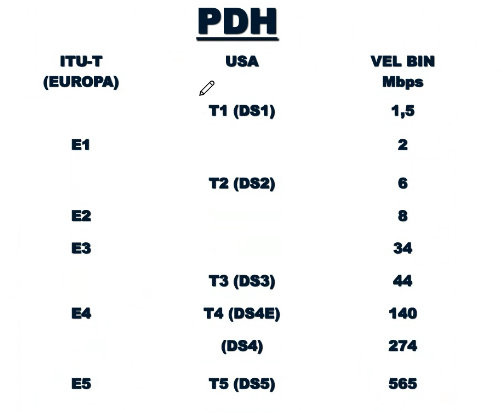 PDH
ITU-T USA VEL BIN
(EUROPA) Mbps
T1 (DS1) 1,5
E1 2
T2 (DS2) 6
E2 8
E3 34
T3 (DS3) 44
E4 T4 (DS4E) 140
(DS4) 274
E5 T5 (DS5) 565